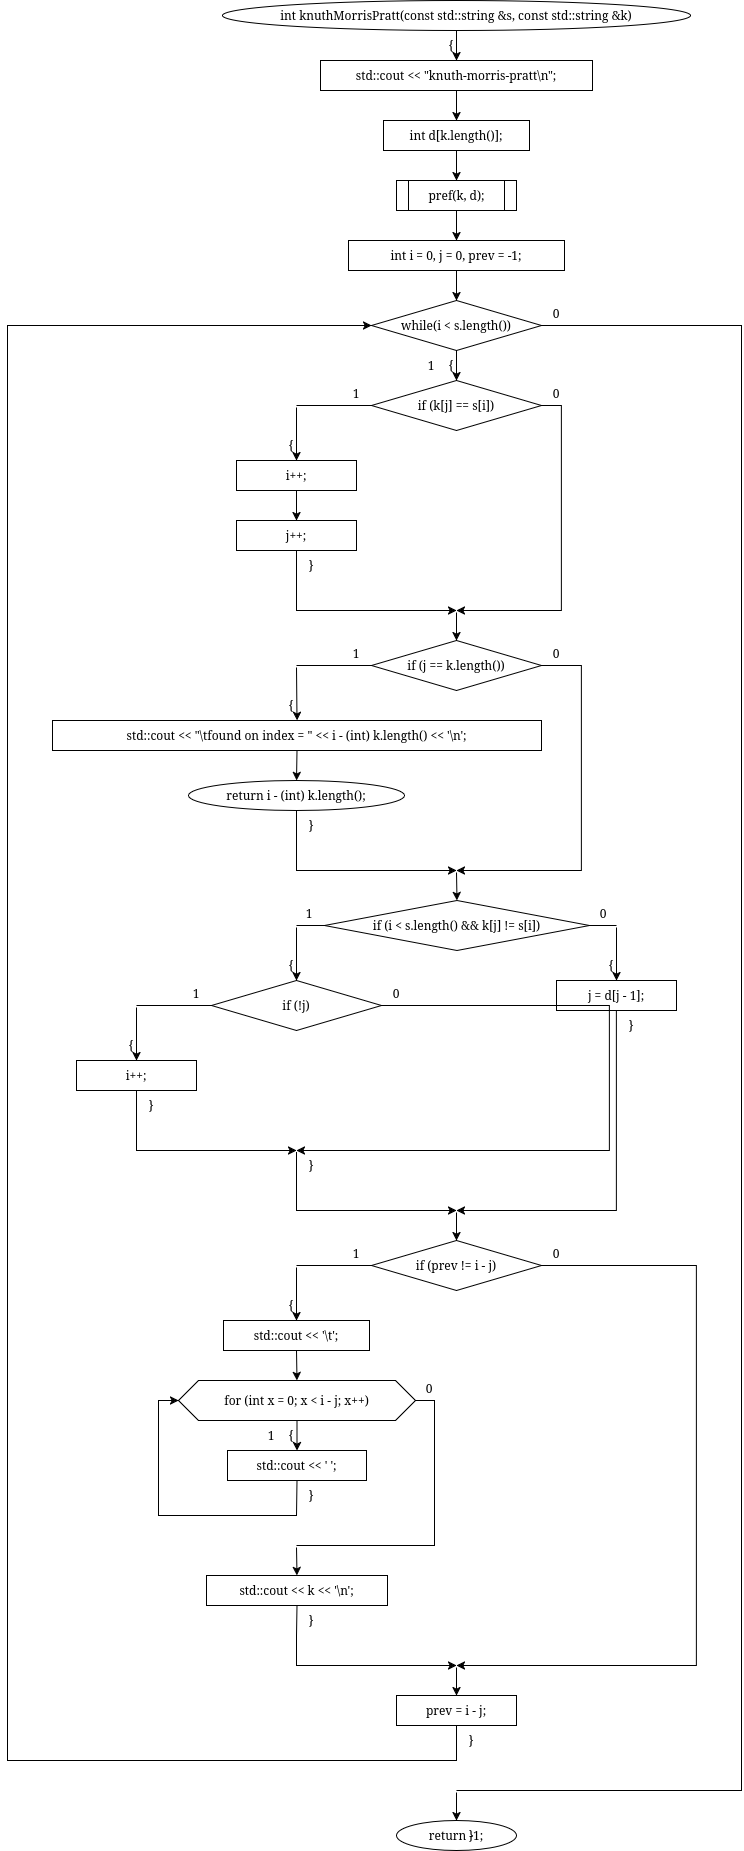 int knuthMorrisPratt(const std::string &s, const std::string &k)
{
std::cout << "knuth-morris-pratt\n";
int d[k.length()];
pref(k, d);
int i = 0, j = 0, prev = -1;
while(i < s.length())
0
1 {
if (k[j] == s[i])
1
0
{
i++;
j++;
}
if (j == k.length())
1
0
{
std::cout << "\tfound on index = " << i - (int) k.length() << '\n';
return i - (int) k.length();
}
if (i < s.length() && k[j] != s[i])
1
0
{
{
if (!j)
1
0
j = d[j - 1];
}
{
i++;
}
}
if (prev != i - j)
1
0
{
std::cout << '\t';
for (int x = 0; x < i - j; x++)
0
1 {
std::cout << ' ';
}
std::cout << k << '\n';
}
prev = i - j;
}
return -1;
}